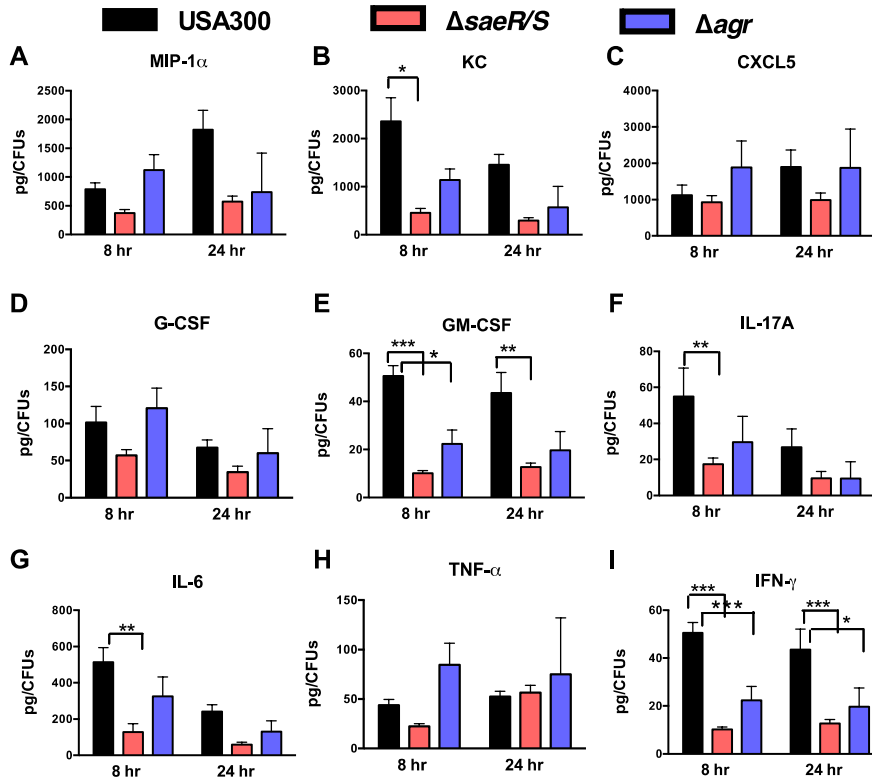 USA300 ΔsaeR/S Δagr
A MIP-1α
pg/CFUs
2500
2000
1500
1000
500
0
8 hr 24 hr
B KC
pg/CFUs
3000
2000
1000
0
*
8 hr 24 hr
C CXCL5
pg/CFUs
4000
3000
2000
1000
0
8 hr 24 hr
D G-CSF
pg/CFUs
200
150
100
50
0
8 hr 24 hr
E GM-CSF
pg/CFUs
60
40
20
0
*** * **
8 hr 24 hr
F IL-17A
pg/CFUs
80
60
40
20
0
**
8 hr 24 hr
G IL-6
pg/CFUs
800
600
400
200
0
**
8 hr 24 hr
H TNF-α
pg/CFUs
150
100
50
0
8 hr 24 hr
I IFN-γ
pg/CFUs
60
40
20
0
*** *** *** *
8 hr 24 hr